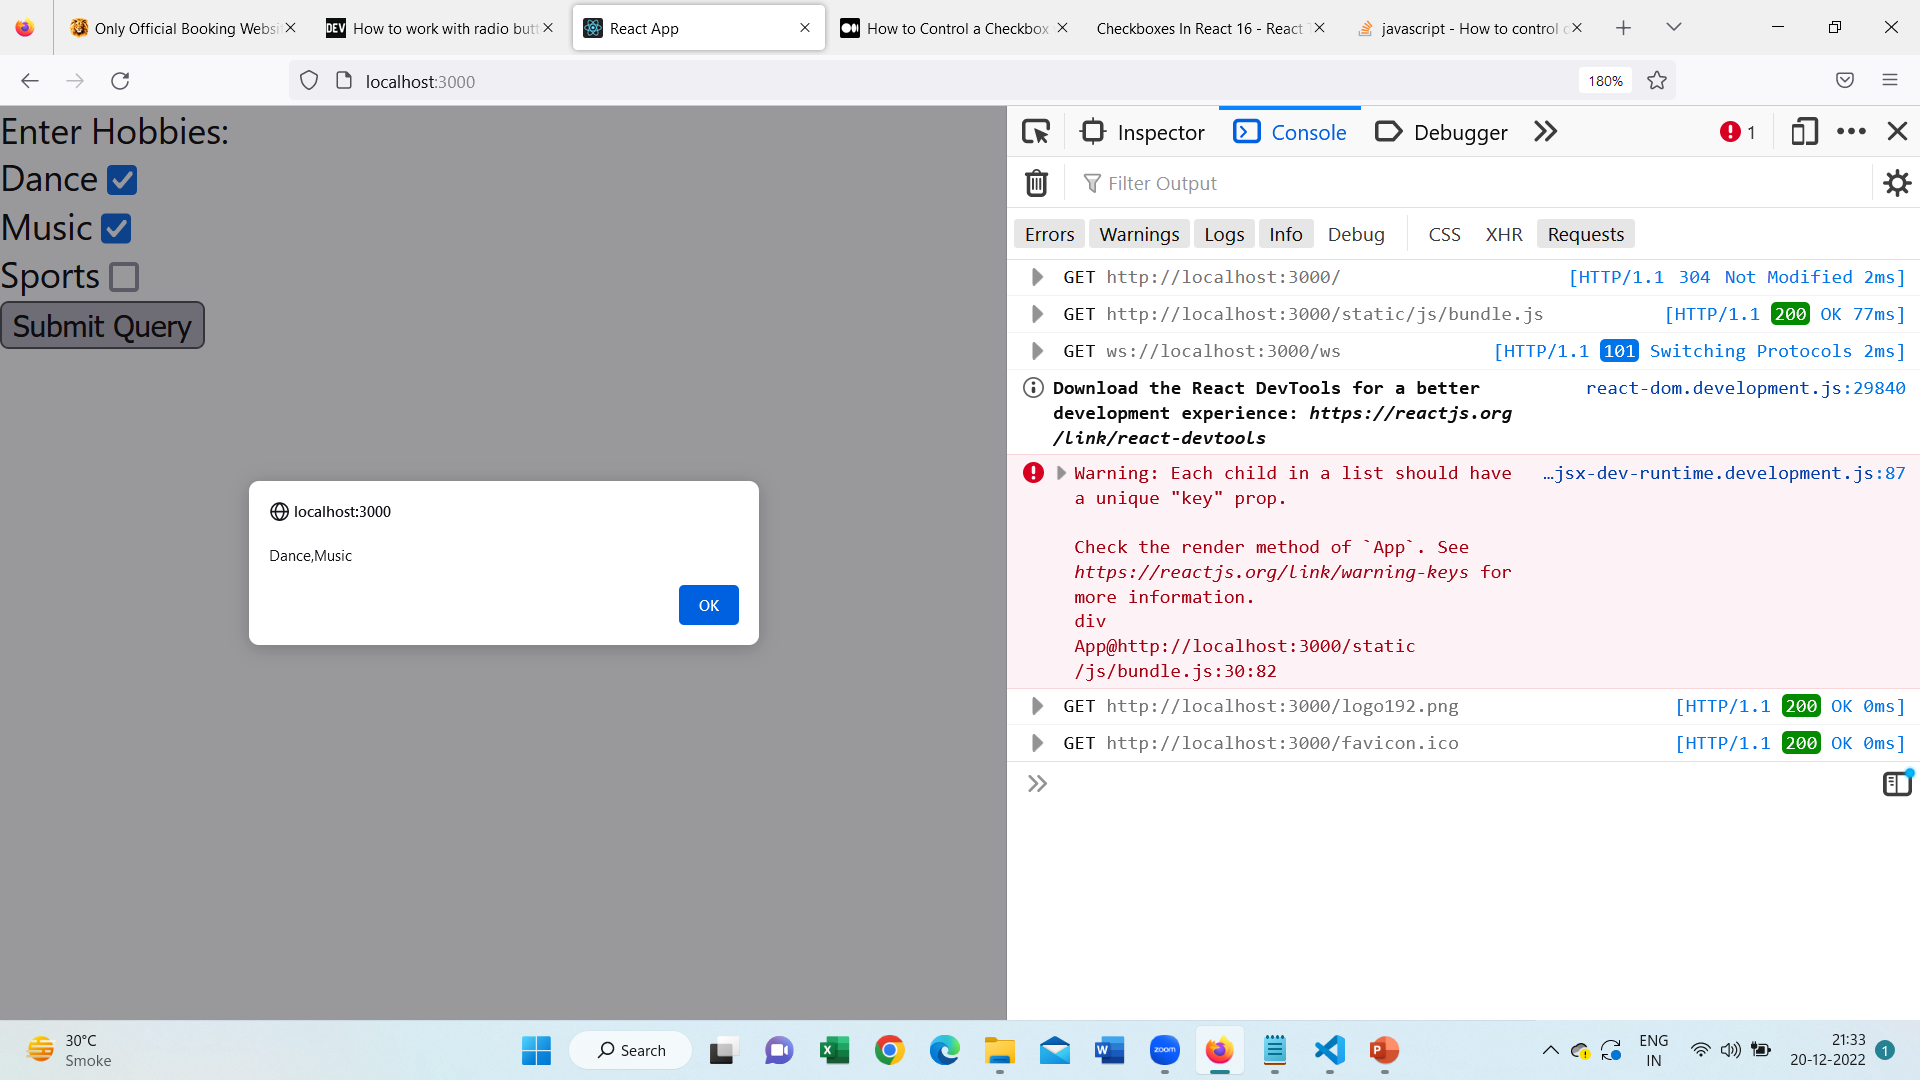 Only Official Booking Websi
How to work with radio butt
React App
How to Control a Checkbox
Checkboxes In React 16 - React T
javascript - How to control c
localhost:3000
180%
Enter Hobbies:
Dance
Music
Sports
Submit Query
localhost:3000
Dance,Music
OK
Inspector
Console
Debugger
1
Filter Output
Errors Warnings Logs Info Debug CSS XHR Requests
GET http://localhost:3000/ [HTTP/1.1 304 Not Modified 2ms]
GET http://localhost:3000/static/js/bundle.js [HTTP/1.1 200 OK 77ms]
GET ws://localhost:3000/ws [HTTP/1.1 101 Switching Protocols 2ms]
Download the React DevTools for a better react-dom.development.js:29840
development experience: https://reactjs.org
/link/react-devtools
Warning: Each child in a list should have …jsx-dev-runtime.development.js:87
a unique "key" prop.
Check the render method of `App`. See
https://reactjs.org/link/warning-keys for
more information.
div
App@http://localhost:3000/static
/js/bundle.js:30:82
GET http://localhost:3000/logo192.png [HTTP/1.1 200 OK 0ms]
GET http://localhost:3000/favicon.ico [HTTP/1.1 200 OK 0ms]
30°C
Smoke
Search
zoom
ENG
IN
21:33
20-12-2022
1